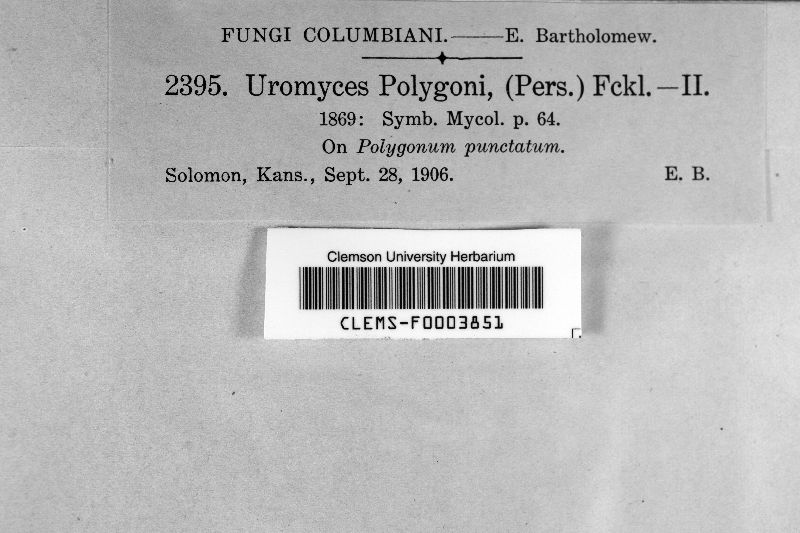 FUNGI COLUMBIANI.——E. Bartholomew.
2395. Uromyces Polygoni, (Pers.) Fckl.—II.
1869: Symb. Mycol. p. 64.
On Polygonum punctatum.
Solomon, Kans., Sept. 28, 1906. E. B.
Clemson University Herbarium
CLEMS-F0003851